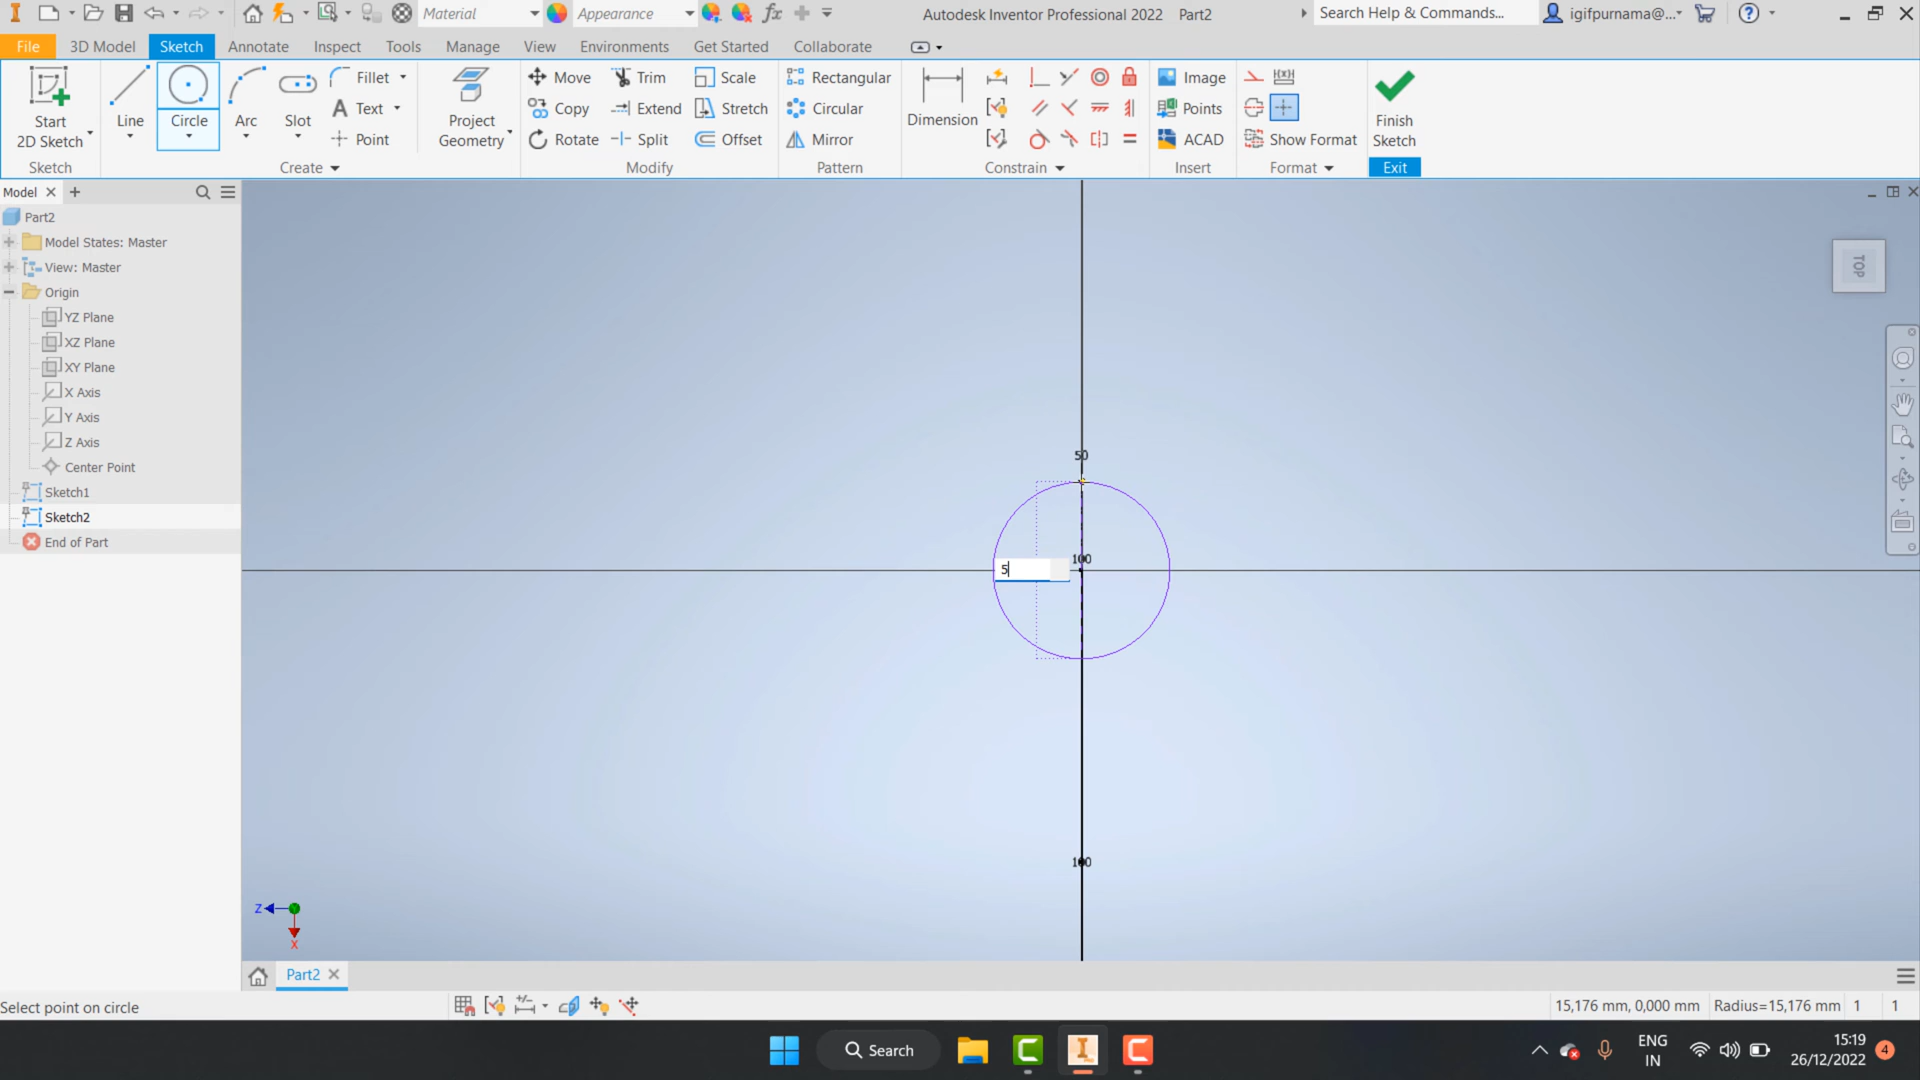 Material
Appearance
Autodesk Inventor Professional 2022 Part2
Search Help & Commands...
igifpurnama@...
File
3D Model
Sketch
Annotate
Inspect
Tools
Manage
View
Environments
Get Started
Collaborate
Start
2D Sketch
Line
Circle
Arc
Slot
Fillet
Text
Point
Project
Geometry
Move
Copy
Rotate
Trim
Extend
Split
Scale
Stretch
Offset
Rectangular
Circular
Mirror
Dimension
Image
Points
ACAD
Show Format
Finish
Sketch
Sketch
Create
Modify
Pattern
Constrain
Insert
Format
Exit
Model
Part2
Model States: Master
View: Master
Origin
YZ Plane
XZ Plane
XY Plane
X Axis
Y Axis
Z Axis
Center Point
Sketch1
Sketch2
End of Part
TOP
50
100
5
100
Z
X
Part2
Select point on circle
15,176 mm, 0,000 mm
Radius=15,176 mm
1
1
Search
ENG
IN
15:19
26/12/2022
4